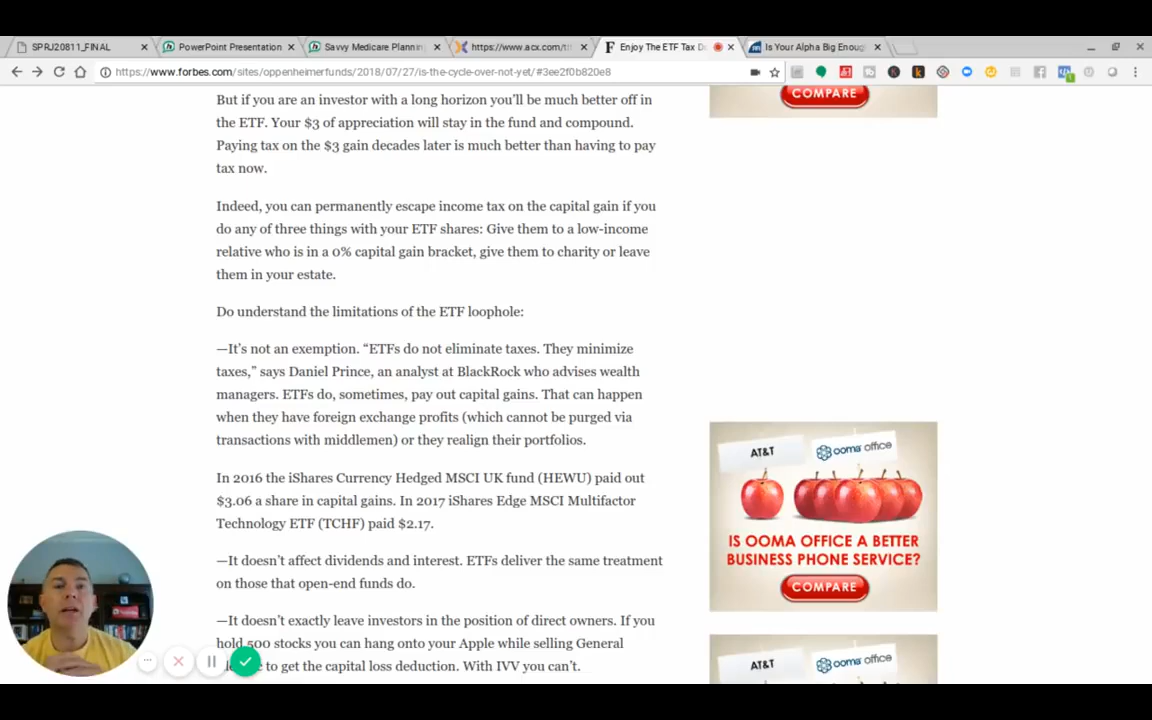 SPRJ20811_FINAL
PowerPoint Presentation
Savvy Medicare Planning
https://www.acx.com/
Enjoy The ETF Tax
Is Your Alpha Big Enoug
https://www.forbes.com/sites/oppenheimerfunds/2018/07/27/is-the-cycle-over-not-yet/#3ee2f0b820e8
But if you are an investor with a long horizon you'll be much better off in
the ETF. Your $3 of appreciation will stay in the fund and compound.
Paying tax on the $3 gain decades later is much better than having to pay
tax now.
Indeed, you can permanently escape income tax on the capital gain if you
do any of three things with your ETF shares: Give them to a low-income
relative who is in a 0% capital gain bracket, give them to charity or leave
them in your estate.
Do understand the limitations of the ETF loophole:
—It's not an exemption. “ETFs do not eliminate taxes. They minimize
taxes,” says Daniel Prince, an analyst at BlackRock who advises wealth
managers. ETFs do, sometimes, pay out capital gains. That can happen
when they have foreign exchange profits (which cannot be purged via
transactions with middlemen) or they realign their portfolios.
In 2016 the iShares Currency Hedged MSCI UK fund (HEWU) paid out
$3.06 a share in capital gains. In 2017 iShares Edge MSCI Multifactor
Technology ETF (TCHF) paid $2.17.
—It doesn't affect dividends and interest. ETFs deliver the same treatment
on those that open-end funds do.
—It doesn't exactly leave investors in the position of direct owners. If you
hold 500 stocks you can hang onto your Apple while selling General
to get the capital loss deduction. With IVV you can't.
COMPARE
AT&T
ooma office
IS OOMA OFFICE A BETTER
BUSINESS PHONE SERVICE?
COMPARE
AT&T
ooma office